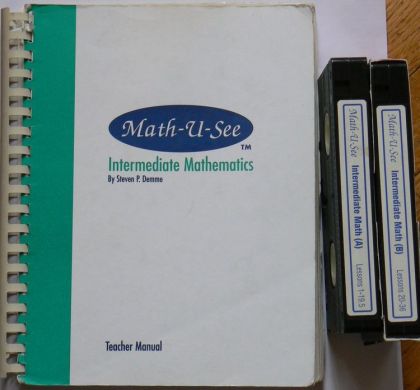 Math-U-See
TM
Intermediate Mathematics
By Steven P. Demme
Teacher Manual
Math-U-See
Intermediate Math (A)
Lessons 1-19.5
Math-U-See
Intermediate Math (B)
Lessons 20-36